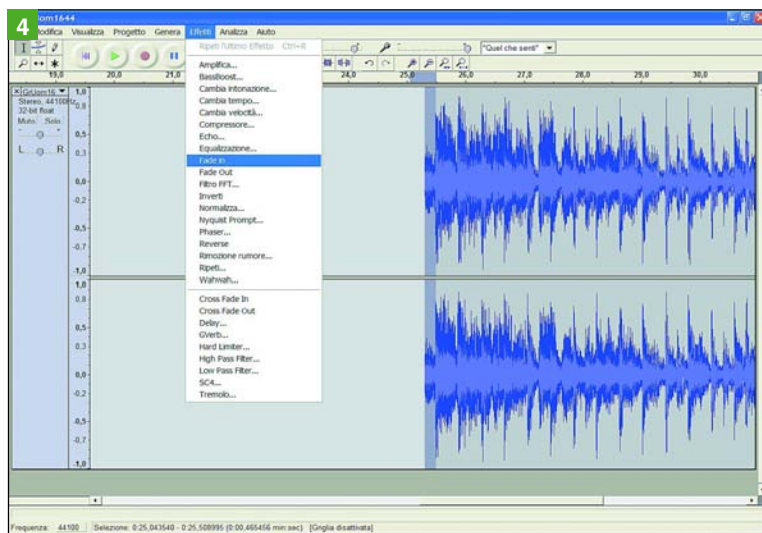 4
Jom1644
Modifica Visualizza Progetto Genera Effetti Analizza Aiuto
Ripeti l'ultimo Effetto Ctrl+R
"Quel che senti"
19,0 20,0 21,0 24,0 25,0 26,0 27,0 28,0 29,0 30,0
Amplifica...
BassBoost...
Cambia intonazione...
Cambia tempo...
Cambia velocità...
Compressore...
Echo...
Equalizzazione...
Fade In
Fade Out
Filtro FFT...
Inverti
Normalizza...
Nyquist Prompt...
Phaser...
Reverse
Rimozione rumore...
Ripeti...
Wahwah...
Cross Fade In
Cross Fade Out
Delay...
GVerb...
Hard Limiter...
High Pass Filter...
Low Pass Filter...
SC4...
Tremolo...
GrUom16
Stereo, 44100Hz
32-bit float
Muto Solo
- +
L R
1,0
0,8
0,5
0,3
0,0
-0,2
-0,5
-0,7
-1,0
1,0
0,8
0,5
0,3
0,0
-0,2
-0,5
-0,7
-1,0
Frequenza: 44100 Selezione: 0:25,043540 - 0:25,508995 (0:00,465456 min:sec) [Griglia disattivata]